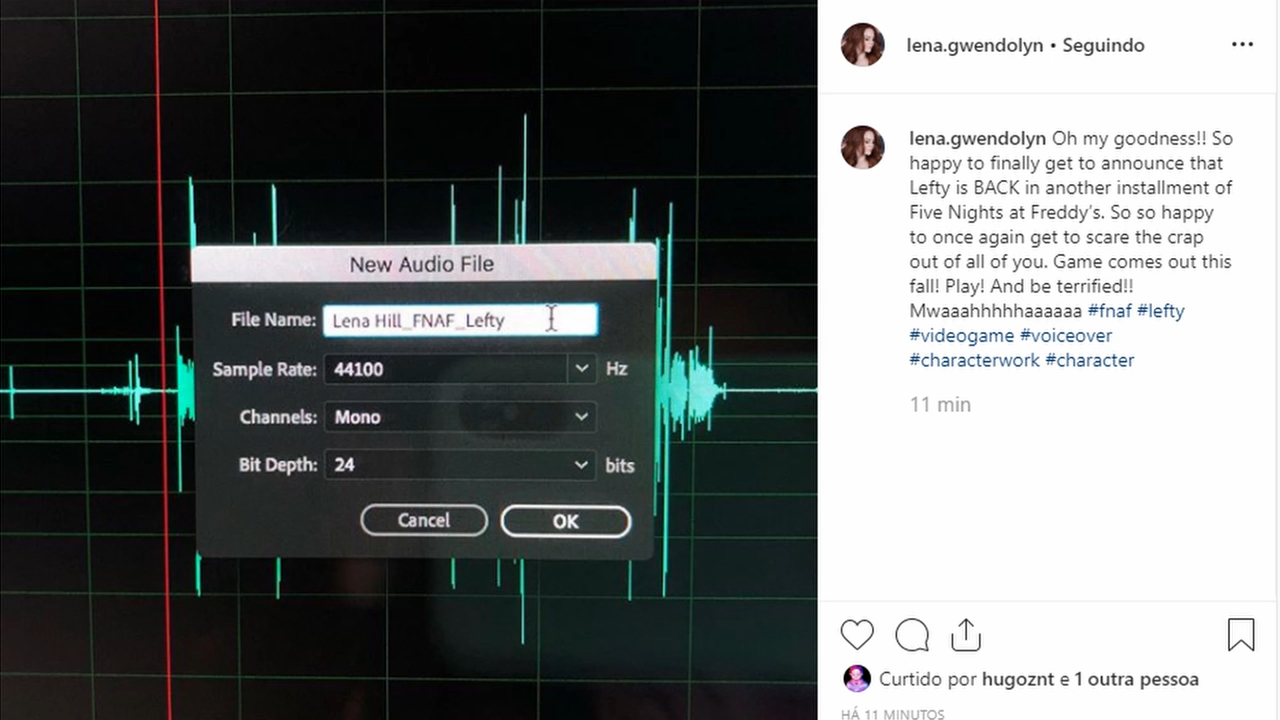 New Audio File
File Name: Lena Hill_FNAF_Lefty
Sample Rate: 44100 Hz
Channels: Mono
Bit Depth: 24 bits
Cancel OK
lena.gwendolyn • Seguindo
lena.gwendolyn Oh my goodness!! So
happy to finally get to announce that
Lefty is BACK in another installment of
Five Nights at Freddy's. So so happy
to once again get to scare the crap
out of all of you. Game comes out this
fall! Play! And be terrified!!
Mwaaahhhhhaaaaaa #fnaf #lefty
#videogame #voiceover
#characterwork #character
11 min
Curtido por hugoznt e 1 outra pessoa
HÁ 11 MINUTOS